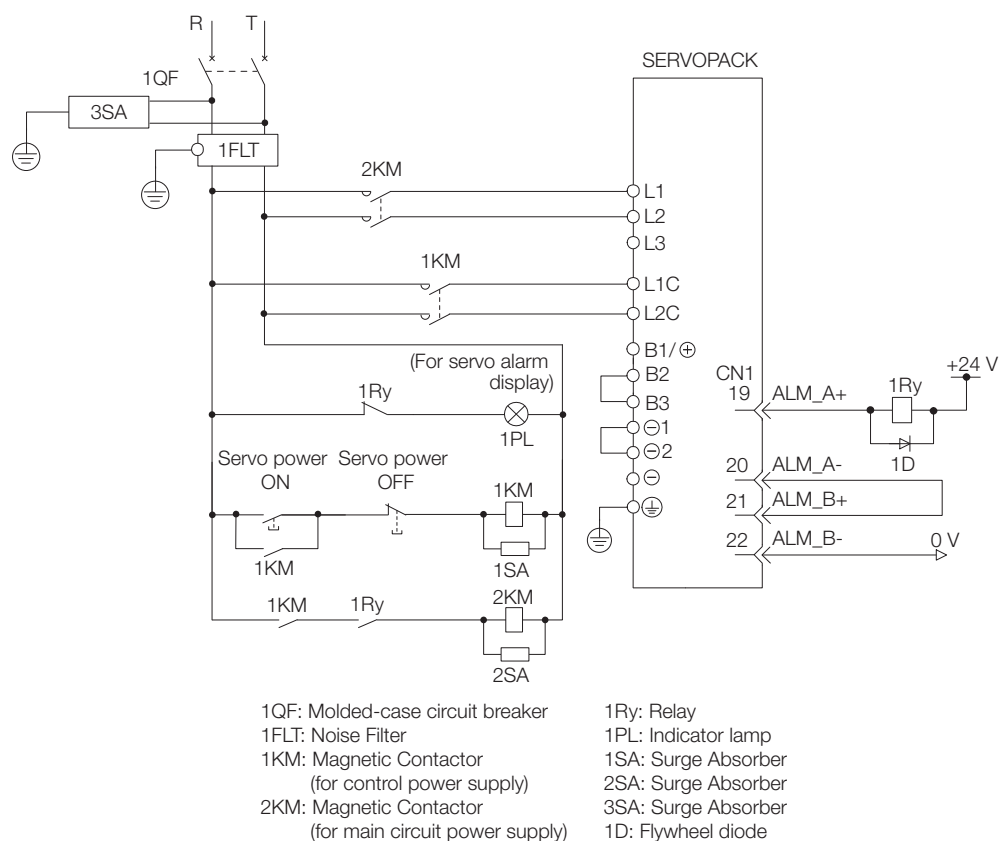 R T
SERVOPACK
1QF
3SA
1FLT
2KM
L1
L2
L3
1KM
L1C
L2C
B1/⊕
(For servo alarm
display)
B2
CN1
+24 V
1Ry
1PL
B3
19 ALM_A+
1Ry
1D
⊖1
⊖2
Servo power
ON
Servo power
OFF
20 ALM_A-
⊖
1KM
21 ALM_B+
1KM
1SA
22 ALM_B-
0 V
1KM
1Ry
2KM
2SA
1QF: Molded-case circuit breaker
1FLT: Noise Filter
1KM: Magnetic Contactor
(for control power supply)
2KM: Magnetic Contactor
(for main circuit power supply)
1Ry: Relay
1PL: Indicator lamp
1SA: Surge Absorber
2SA: Surge Absorber
3SA: Surge Absorber
1D: Flywheel diode